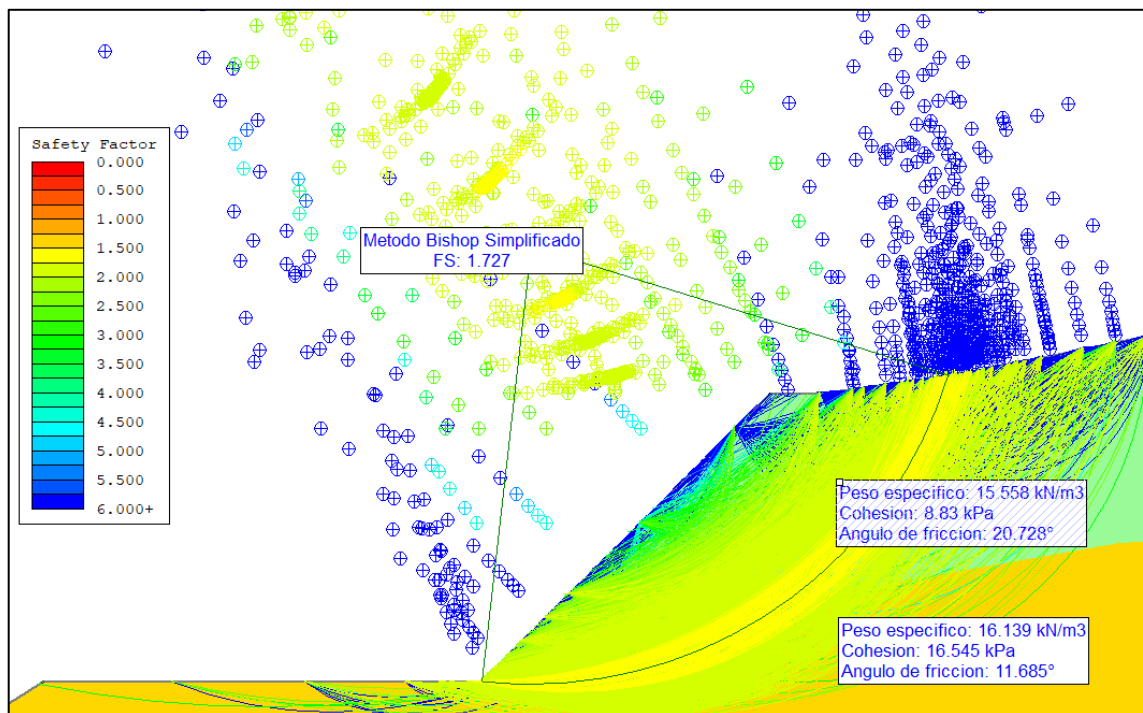 Safety Factor
0.000
0.500
1.000
1.500
2.000
2.500
3.000
3.500
4.000
4.500
5.000
5.500
6.000+
Metodo Bishop Simplificado
FS: 1.727
Peso especifico: 15.558 kN/m3
Cohesion: 8.83 kPa
Angulo de friccion: 20.728°
Peso especifico: 16.139 kN/m3
Cohesion: 16.545 kPa
Angulo de friccion: 11.685°